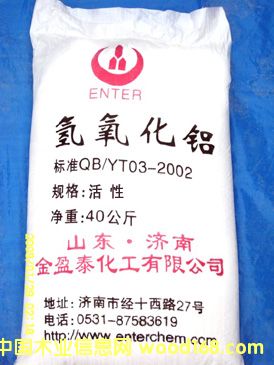 ENTER
氢氧化铝
标准QB/YT03-2002
规格: 活性
净重: 40公斤
山东·济南
金盈泰化工有限公司
地址: 济南市经十西路27号
电话: 0531-87583619
http://www.enterchem.com
中国木业信息网 wood168.com